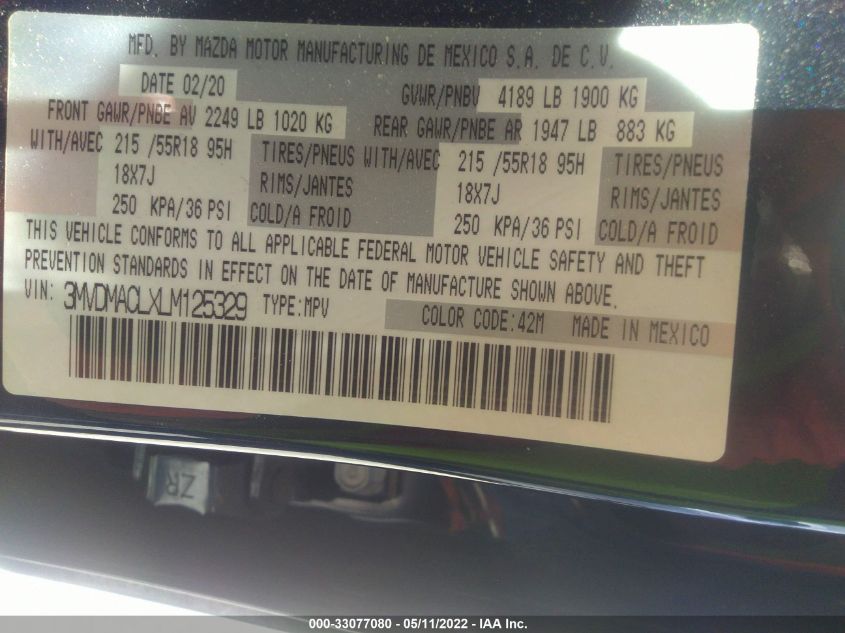 MFD. BY MAZDA MOTOR MANUFACTURING DE MEXICO S.A. DE C.V.
DATE 02/20 GVWR/PNBV 4189 LB 1900 KG
FRONT GAWR/PNBE AV 2249 LB 1020 KG REAR GAWR/PNBE AR 1947 LB 883 KG
WITH/AVEC 215 /55R18 95H TIRES/PNEUS WITH/AVEC 215 /55R18 95H TIRES/PNEUS
18X7J RIMS/JANTES 18X7J RIMS/JANTES
250 KPA/36 PSI COLD/A FROID 250 KPA/36 PSI COLD/A FROID
THIS VEHICLE CONFORMS TO ALL APPLICABLE FEDERAL MOTOR VEHICLE SAFETY AND THEFT
PREVENTION STANDARDS IN EFFECT ON THE DATE OF MANUFACTURE SHOWN ABOVE.
VIN: 3MVDMACLXLM125329 TYPE:MPV COLOR CODE:42M MADE IN MEXICO
ZR
000-33077080 - 05/11/2022 - IAA Inc.